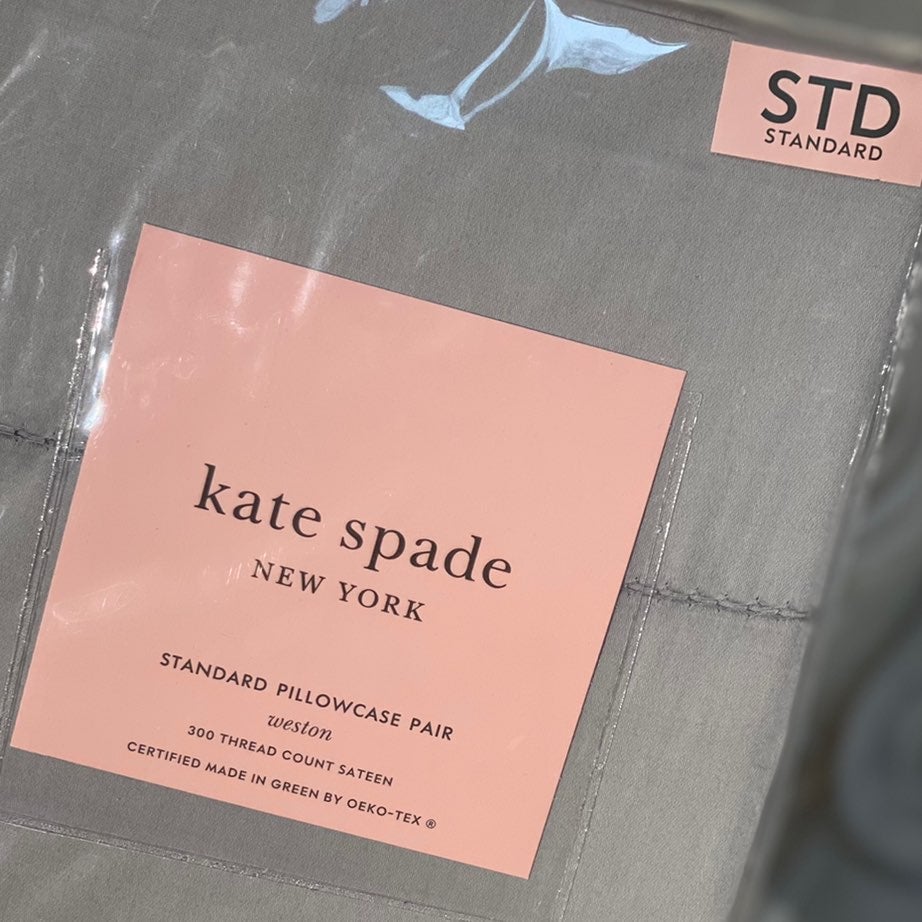 STD
STANDARD
kate spade
NEW YORK
STANDARD PILLOWCASE PAIR
weston
300 THREAD COUNT SATEEN
CERTIFIED MADE IN GREEN BY OEKO-TEX ®